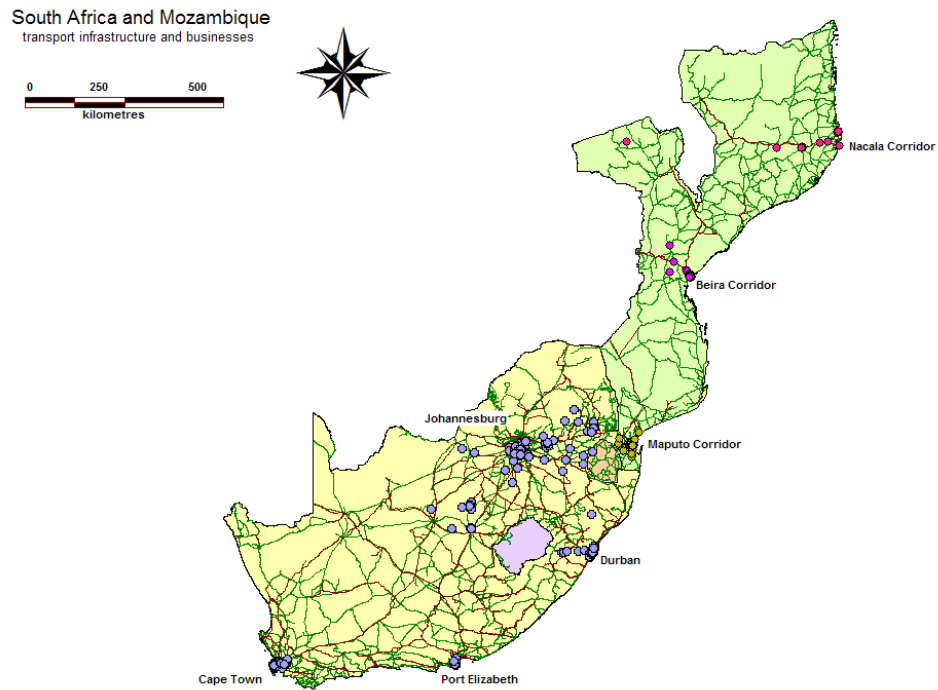 South Africa and Mozambique
transport infrastructure and businesses
0 250 500
kilometres
Nacala Corridor
Beira Corridor
Johannesburg
Maputo Corridor
Durban
Cape Town
Port Elizabeth